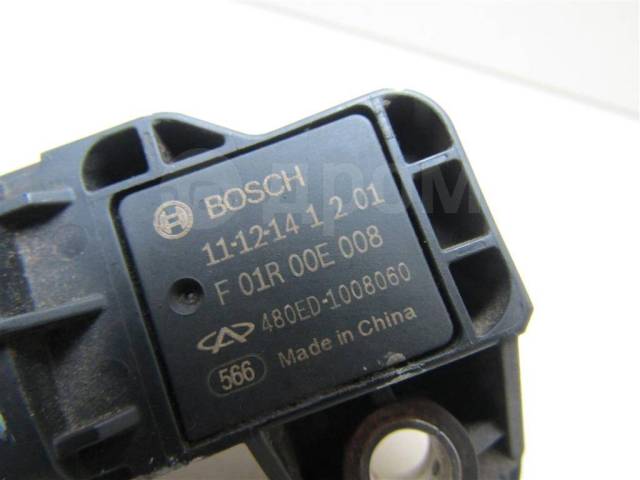 BOSCH
11-12-14 1 2 01
F 01R 00E 008
480ED-1008060
566 Made in China